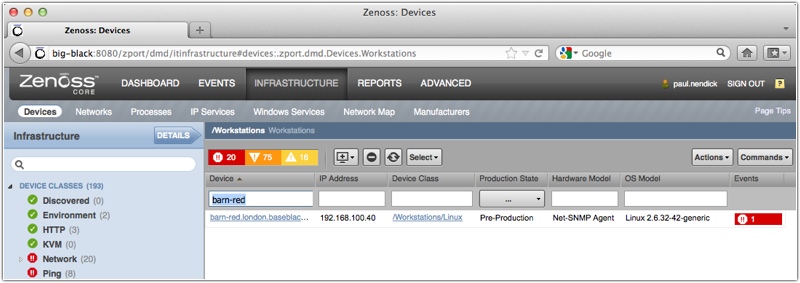 Zenoss: Devices
Zenoss: Devices
big-black:8080/zport/dmd/itinfrastructure#devices:.zport.dmd.Devices.Workstations
Google
Zenoss CORE
DASHBOARD EVENTS INFRASTRUCTURE REPORTS ADVANCED
paul.nendick SIGN OUT ?
Devices Networks Processes IP Services Windows Services Network Map Manufacturers
Page Tips
Infrastructure DETAILS
/Workstations Workstations
20 75 16 Select Actions Commands
DEVICE CLASSES (193)
Discovered (0)
Environment (2)
HTTP (3)
KVM (0)
Network (20)
Ping (8)
Device IP Address Device Class Production State Hardware Model OS Model Events
barn-red ...
barn-red.london.baseblac... 192.168.100.40 /Workstations/Linux Pre-Production Net-SNMP Agent Linux 2.6.32-42-generic 1